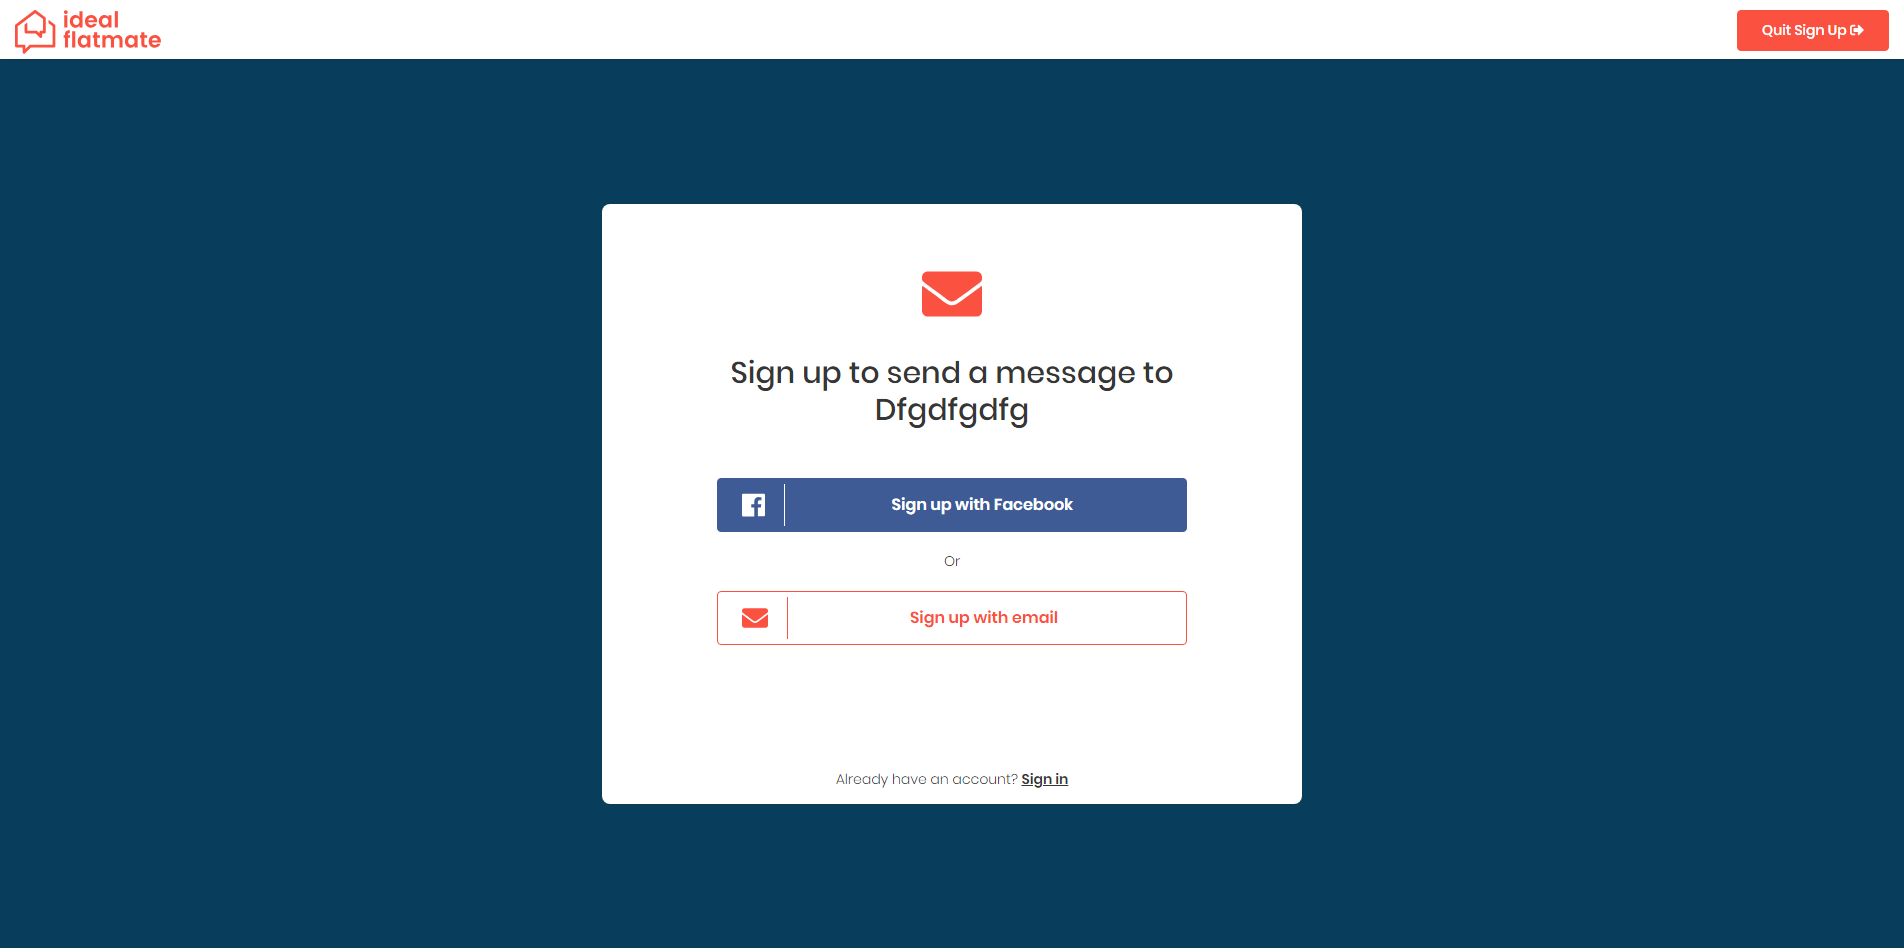 ideal
flatmate
Quit Sign Up
Sign up to send a message to
Dfgdfgdfg
Sign up with Facebook
Or
Sign up with email
Already have an account? Sign in